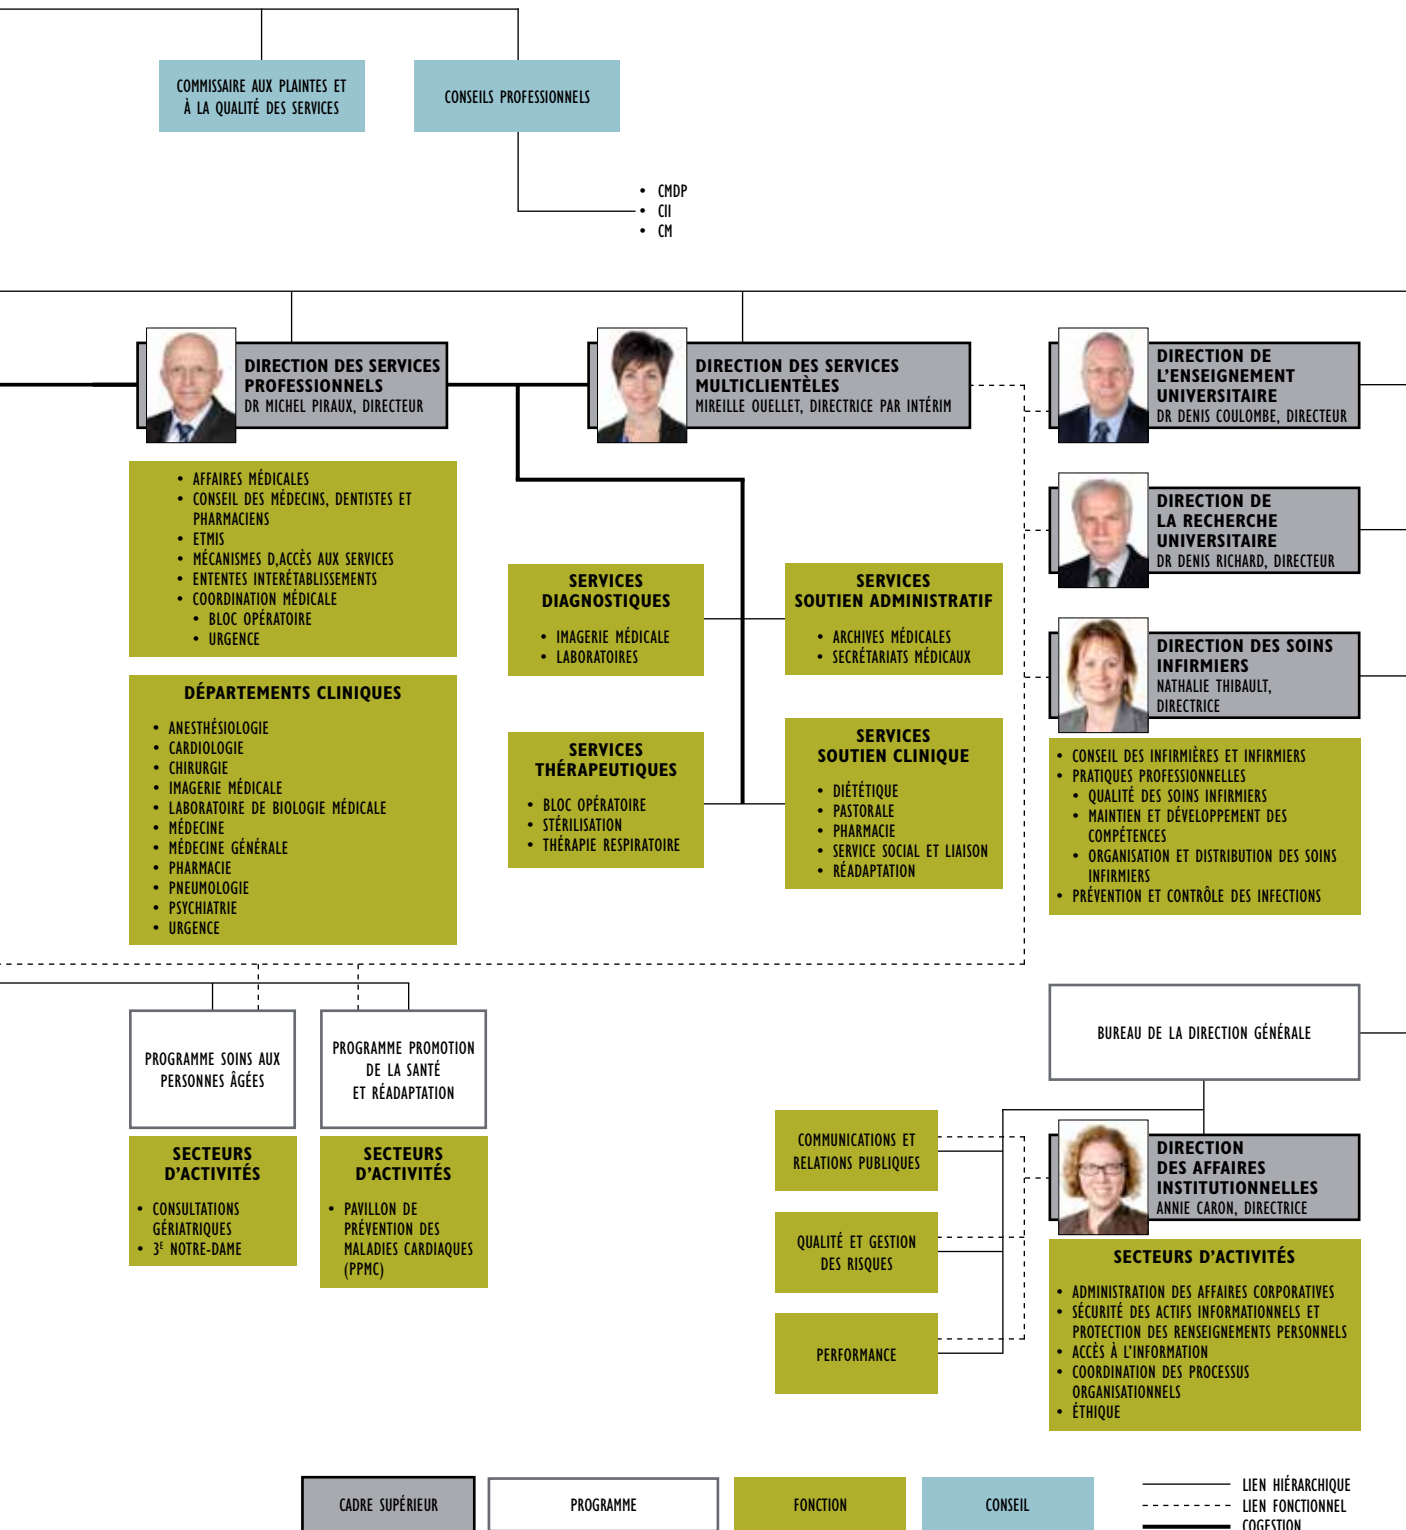 COMMISSAIRE AUX PLAINTES ET
À LA QUALITÉ DES SERVICES
CONSEILS PROFESSIONNELS
• CMDP
• CII
• CM
DIRECTION DES SERVICES
PROFESSIONNELS
DR MICHEL PIRAUX, DIRECTEUR
DIRECTION DES SERVICES
MULTICLIENTÈLES
MIREILLE OUELLET, DIRECTRICE PAR INTÉRIM
DIRECTION DE
L'ENSEIGNEMENT
UNIVERSITAIRE
DR DENIS COULOMBE, DIRECTEUR
• AFFAIRES MÉDICALES
• CONSEIL DES MÉDECINS, DENTISTES ET
PHARMACIENS
• ETMIS
• MÉCANISMES D,ACCÈS AUX SERVICES
• ENTENTES INTERÉTABLISSEMENTS
• COORDINATION MÉDICALE
• BLOC OPÉRATOIRE
• URGENCE
DIRECTION DE
LA RECHERCHE
UNIVERSITAIRE
DR DENIS RICHARD, DIRECTEUR
SERVICES
DIAGNOSTIQUES
• IMAGERIE MÉDICALE
• LABORATOIRES
SERVICES
SOUTIEN ADMINISTRATIF
• ARCHIVES MÉDICALES
• SECRÉTARIATS MÉDICAUX
DIRECTION DES SOINS
INFIRMIERS
NATHALIE THIBAULT,
DIRECTRICE
DÉPARTEMENTS CLINIQUES
• ANESTHÉSIOLOGIE
• CARDIOLOGIE
• CHIRURGIE
• IMAGERIE MÉDICALE
• LABORATOIRE DE BIOLOGIE MÉDICALE
• MÉDECINE
• MÉDECINE GÉNÉRALE
• PHARMACIE
• PNEUMOLOGIE
• PSYCHIATRIE
• URGENCE
SERVICES
THÉRAPEUTIQUES
• BLOC OPÉRATOIRE
• STÉRILISATION
• THÉRAPIE RESPIRATOIRE
SERVICES
SOUTIEN CLINIQUE
• DIÉTÉTIQUE
• PASTORALE
• PHARMACIE
• SERVICE SOCIAL ET LIAISON
• RÉADAPTATION
• CONSEIL DES INFIRMIÈRES ET INFIRMIERS
• PRATIQUES PROFESSIONNELLES
• QUALITÉ DES SOINS INFIRMIERS
• MAINTIEN ET DÉVELOPPEMENT DES
COMPÉTENCES
• ORGANISATION ET DISTRIBUTION DES SOINS
INFIRMIERS
• PRÉVENTION ET CONTRÔLE DES INFECTIONS
PROGRAMME SOINS AUX
PERSONNES ÂGÉES
PROGRAMME PROMOTION
DE LA SANTÉ
ET RÉADAPTATION
BUREAU DE LA DIRECTION GÉNÉRALE
SECTEURS
D'ACTIVITÉS
• CONSULTATIONS
GÉRIATRIQUES
• 3E NOTRE-DAME
SECTEURS
D'ACTIVITÉS
• PAVILLON DE
PRÉVENTION DES
MALADIES CARDIAQUES
(PPMC)
COMMUNICATIONS ET
RELATIONS PUBLIQUES
QUALITÉ ET GESTION
DES RISQUES
PERFORMANCE
DIRECTION
DES AFFAIRES
INSTITUTIONNELLES
ANNIE CARON, DIRECTRICE
SECTEURS D'ACTIVITÉS
• ADMINISTRATION DES AFFAIRES CORPORATIVES
• SÉCURITÉ DES ACTIFS INFORMATIONNELS ET
PROTECTION DES RENSEIGNEMENTS PERSONNELS
• ACCÈS À L'INFORMATION
• COORDINATION DES PROCESSUS
ORGANISATIONNELS
• ÉTHIQUE
CADRE SUPÉRIEUR
PROGRAMME
FONCTION
CONSEIL
LIEN HIÉRARCHIQUE
LIEN FONCTIONNEL
COGESTION